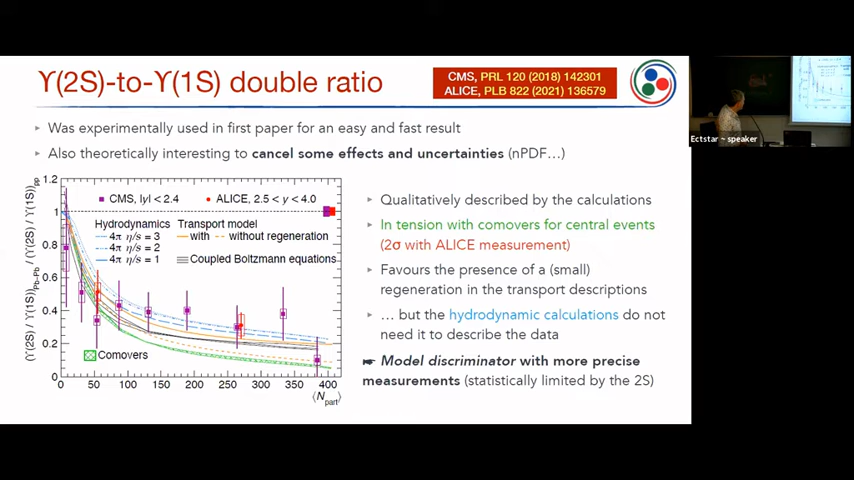 ϒ(2S)-to-ϒ(1S) double ratio
CMS, PRL 120 (2018) 142301
ALICE, PLB 822 (2021) 136579
Was experimentally used in first paper for an easy and fast result
Also theoretically interesting to cancel some effects and uncertainties (nPDF…)
(ϒ(2S) / ϒ(1S))Pb–Pb / (ϒ(2S) / ϒ(1S))pp
1.2
1
0.8
0.6
0.4
0.2
0
CMS, |y| < 2.4
ALICE, 2.5 < y < 4.0
Hydrodynamics
4π η/s = 3
4π η/s = 2
4π η/s = 1
Transport model
with
without regeneration
Coupled Boltzmann equations
Comovers
0 50 100 150 200 250 300 350 400
⟨Npart⟩
Qualitatively described by the calculations
In tension with comovers for central events
(2σ with ALICE measurement)
Favours the presence of a (small)
regeneration in the transport descriptions
… but the hydrodynamic calculations do not
need it to describe the data
☛ Model discriminator with more precise
measurements (statistically limited by the 2S)
Ectstar ~ speaker